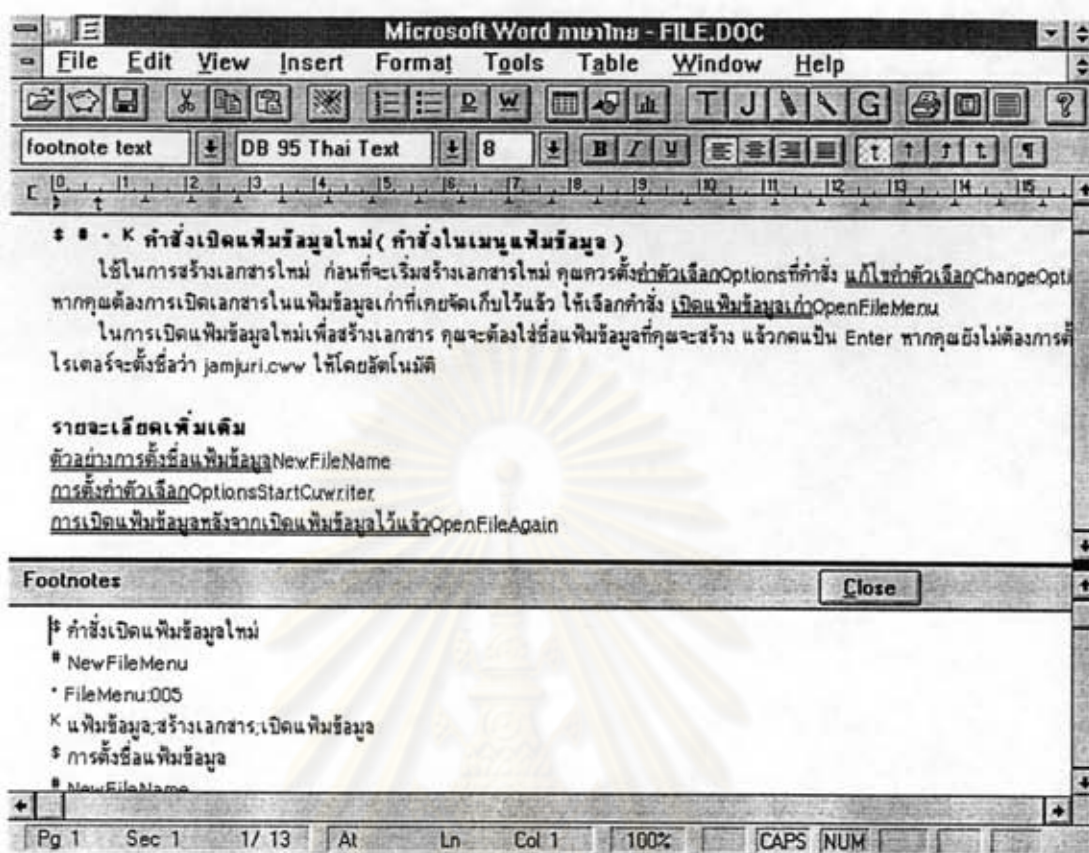 Microsoft Word ภาษาไทย - FILE.DOC
File Edit View Insert Format Tools Table Window Help
footnote text DB 95 Thai Text 8 B I U
0 1 2 3 4 5 6 7 8 9 10 11 12 13 14 15
$ # + K คำสั่งเปิดแฟ้มข้อมูลใหม่ ( คำสั่งในเมนูแฟ้มข้อมูล )
ใช้ในการสร้างเอกสารใหม่ ก่อนที่จะเริ่มสร้างเอกสารใหม่ คุณควรตั้งค่าตัวเลือกOptionsที่คำสั่ง แก้ไขค่าตัวเลือกChangeOpti
หากคุณต้องการเปิดเอกสารในแฟ้มข้อมูลเก่าที่เคยจัดเก็บไว้แล้ว ให้เลือกคำสั่ง เปิดแฟ้มข้อมูลเก่าOpenFileMenu
ในการเปิดแฟ้มข้อมูลใหม่เพื่อสร้างเอกสาร คุณจะต้องใส่ชื่อแฟ้มข้อมูลที่คุณจะสร้าง แล้วกดแป้น Enter หากคุณยังไม่ต้องการตั้
ไรเตอร์จะตั้งชื่อว่า jamjuri.cww ให้โดยอัตโนมัติ
รายละเอียดเพิ่มเติม
ตัวอย่างการตั้งชื่อแฟ้มข้อมูลNewFileName
การตั้งค่าตัวเลือกOptionsStartCuwriter
การเปิดแฟ้มข้อมูลหลังจากเปิดแฟ้มข้อมูลไว้แล้วOpenFileAgain
Footnotes Close
$ คำสั่งเปิดแฟ้มข้อมูลใหม่
# NewFileMenu
+ FileMenu:005
K แฟ้มข้อมูล;สร้างเอกสาร;เปิดแฟ้มข้อมูล
$ การตั้งชื่อแฟ้มข้อมูล
# NewFileName
Pg 1 Sec 1 1/ 13 At Ln Col 1 100% CAPS NUM